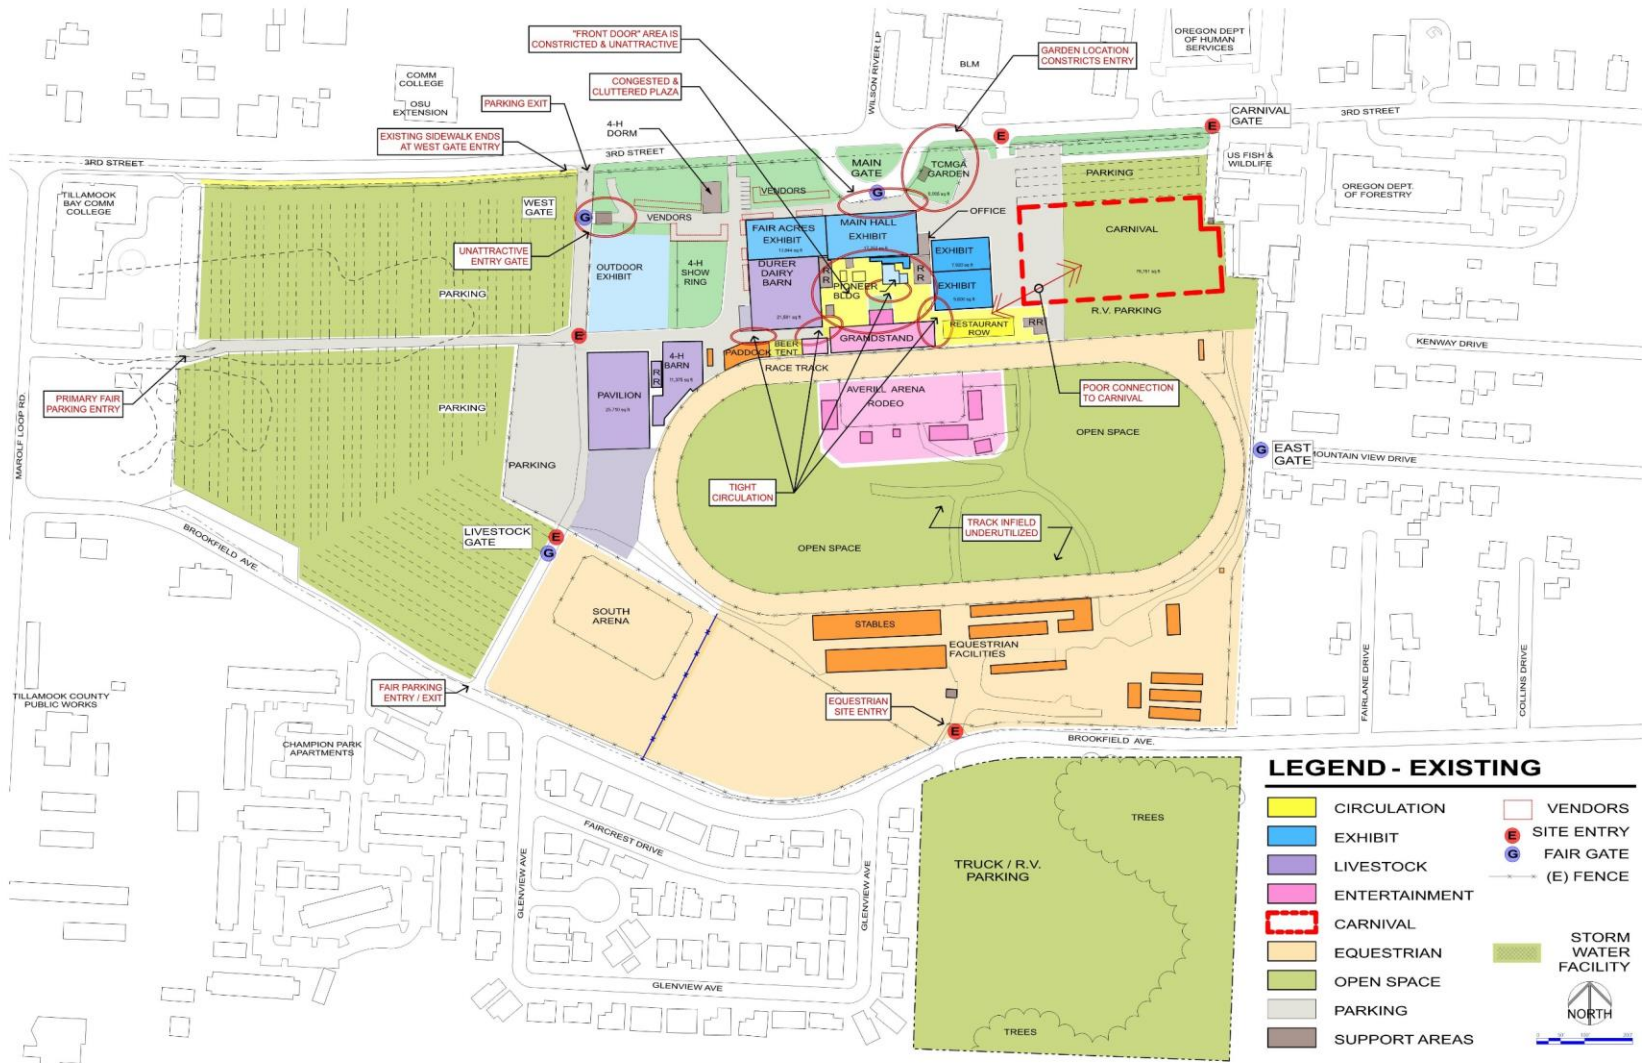 "FRONT DOOR" AREA IS
CONSTRICTED & UNATTRACTIVE
GARDEN LOCATION
CONSTRICTS ENTRY
OREGON DEPT
OF HUMAN
SERVICES
WILSON RIVER LP
BLM
COMM
COLLEGE
OSU
EXTENSION
CONGESTED &
CLUTTERED PLAZA
PARKING EXIT
EXISTING SIDEWALK ENDS
AT WEST GATE ENTRY
4-H
DORM
CARNIVAL
GATE
E
E
3RD STREET
3RD STREET
3RD STREET
MAIN
GATE
TCMGA
GARDEN
US FISH &
WILDLIFE
PARKING
OREGON DEPT.
OF FORESTRY
TILLAMOOK
BAY COMM
COLLEGE
WEST
GATE
G
VENDORS
VENDORS
G
OFFICE
UNATTRACTIVE
ENTRY GATE
FAIR ACRES
EXHIBIT
MAIN HALL
EXHIBIT
EXHIBIT
CARNIVAL
OUTDOOR
EXHIBIT
4-H
SHOW
RING
DURER
DAIRY
BARN
RR
RR
PIONEER
BLDG
EXHIBIT
PARKING
R.V. PARKING
E
RESTAURANT
ROW
RR
PADDOCK
BEER
TENT
GRANDSTAND
KENWAY DRIVE
RACE TRACK
4-H
BARN
RR
PAVILION
25,750 sq ft
AVERILL ARENA
RODEO
POOR CONNECTION
TO CARNIVAL
PRIMARY FAIR
PARKING ENTRY
PARKING
MAROLF LOOP RD.
OPEN SPACE
PARKING
G
EAST
GATE
MOUNTAIN VIEW DRIVE
TIGHT
CIRCULATION
TRACK INFIELD
UNDERUTILIZED
LIVESTOCK
GATE
E
G
OPEN SPACE
BROOKFIELD AVE.
SOUTH
ARENA
STABLES
EQUESTRIAN
FACILITIES
FAIRLANE DRIVE
COLLINS DRIVE
TILLAMOOK COUNTY
PUBLIC WORKS
FAIR PARKING
ENTRY / EXIT
EQUESTRIAN
SITE ENTRY
E
BROOKFIELD AVE.
CHAMPION PARK
APARTMENTS
FAIRCREST DRIVE
GLENVIEW AVE
GLENVIEW AVE
GLENVIEW AVE
TRUCK / R.V.
PARKING
TREES
TREES
LEGEND - EXISTING
CIRCULATION
EXHIBIT
LIVESTOCK
ENTERTAINMENT
CARNIVAL
EQUESTRIAN
OPEN SPACE
PARKING
SUPPORT AREAS
VENDORS
E SITE ENTRY
G FAIR GATE
(E) FENCE
STORM
WATER
FACILITY
NORTH